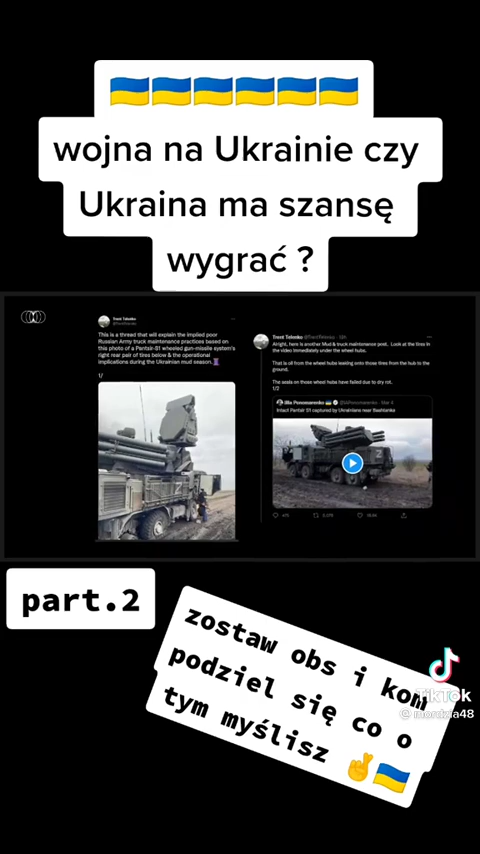 🇺🇦🇺🇦🇺🇦🇺🇦🇺🇦🇺🇦
wojna na Ukrainie czy
Ukraina ma szansę
wygrać ?
Trent Telenko
This is a thread that will explain the implied poor
Russian Army truck maintenance practices based on
this photo of a Pantsir-S1 wheeled gun-missile system's
right rear pair of tires below & the operational
implications during the Ukrainian mud season.
1/
Trent Telenko
Alright, here is another Mud & truck maintenance post. Look at the tires in
the video immediately under the wheel hubs.
That is oil from the wheel leaking onto those tires from the hub to the
ground.
The seals on those wheel hubs have failed due to dry rot.
1/2
Illia Ponomarenko 🇺🇦
Intact Pantsir S1 captured by Ukrainians near Bashtanka
part.2
zostaw obs i kom
podziel się co o
tym myślisz 🤞🇺🇦
TikTok